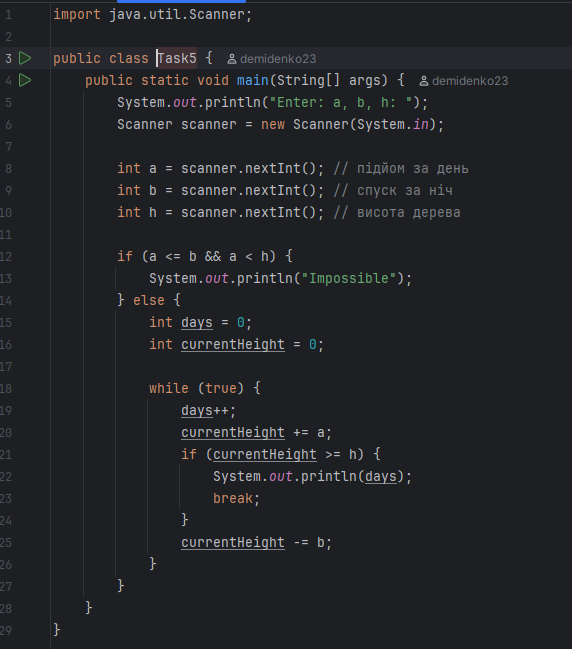 1 import java.util.Scanner;
2
3 public class Task5 { demidenko23
4 public static void main(String[] args) { demidenko23
5 System.out.println("Enter: a, b, h: ");
6 Scanner scanner = new Scanner(System.in);
7
8 int a = scanner.nextInt(); // підйом за день
9 int b = scanner.nextInt(); // спуск за ніч
10 int h = scanner.nextInt(); // висота дерева
11
12 if (a <= b && a < h) {
13 System.out.println("Impossible");
14 } else {
15 int days = 0;
16 int currentHeight = 0;
17
18 while (true) {
19 days++;
20 currentHeight += a;
21 if (currentHeight >= h) {
22 System.out.println(days);
23 break;
24 }
25 currentHeight -= b;
26 }
27 }
28 }
29 }